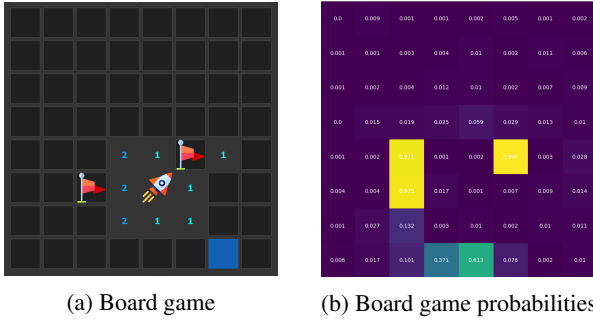 2 1 1
2 1
2 1 1
(a) Board game
0.0 0.009 0.001 0.001 0.002 0.005 0.001 0.002
0.001 0.001 0.003 0.004 0.01 0.002 0.011 0.006
0.001 0.002 0.004 0.012 0.01 0.002 0.007 0.009
0.0 0.015 0.019 0.025 0.059 0.029 0.013 0.01
0.001 0.002 0.001 0.002 0.003 0.028
0.004 0.004 0.017 0.001 0.007 0.009 0.014
0.001 0.027 0.132 0.003 0.01 0.002 0.01 0.011
0.006 0.017 0.101 0.371 0.613 0.076 0.002 0.01
(b) Board game probabilities